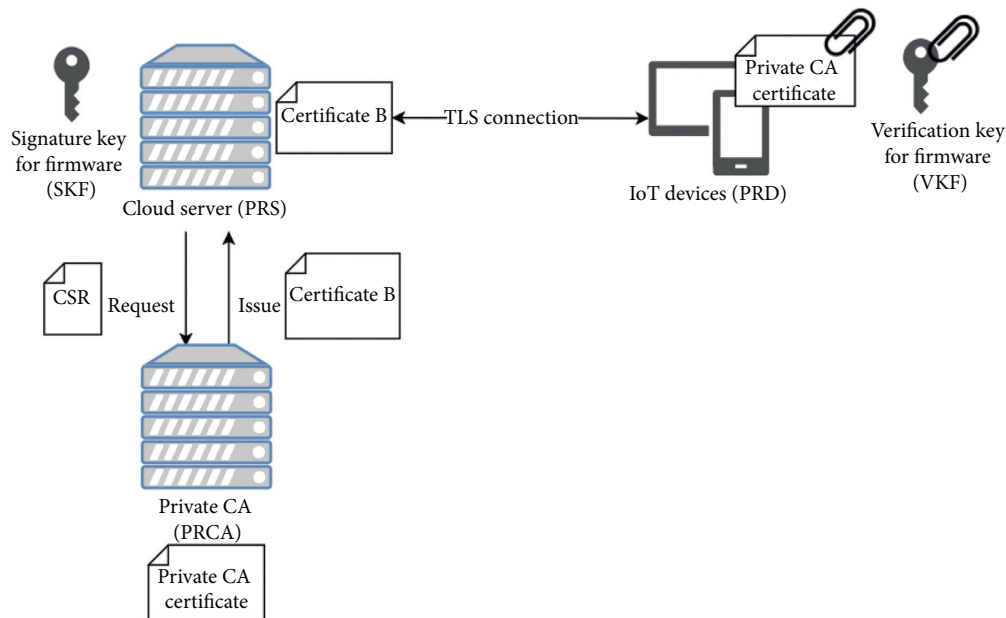 Signature key
for firmware
(SKF)
Certificate B
Cloud server (PRS)
TLS connection
Private CA
certificate
IoT devices (PRD)
Verification key
for firmware
(VKF)
CSR
Request
Issue
Certificate B
Private CA
(PRCA)
Private CA
certificate